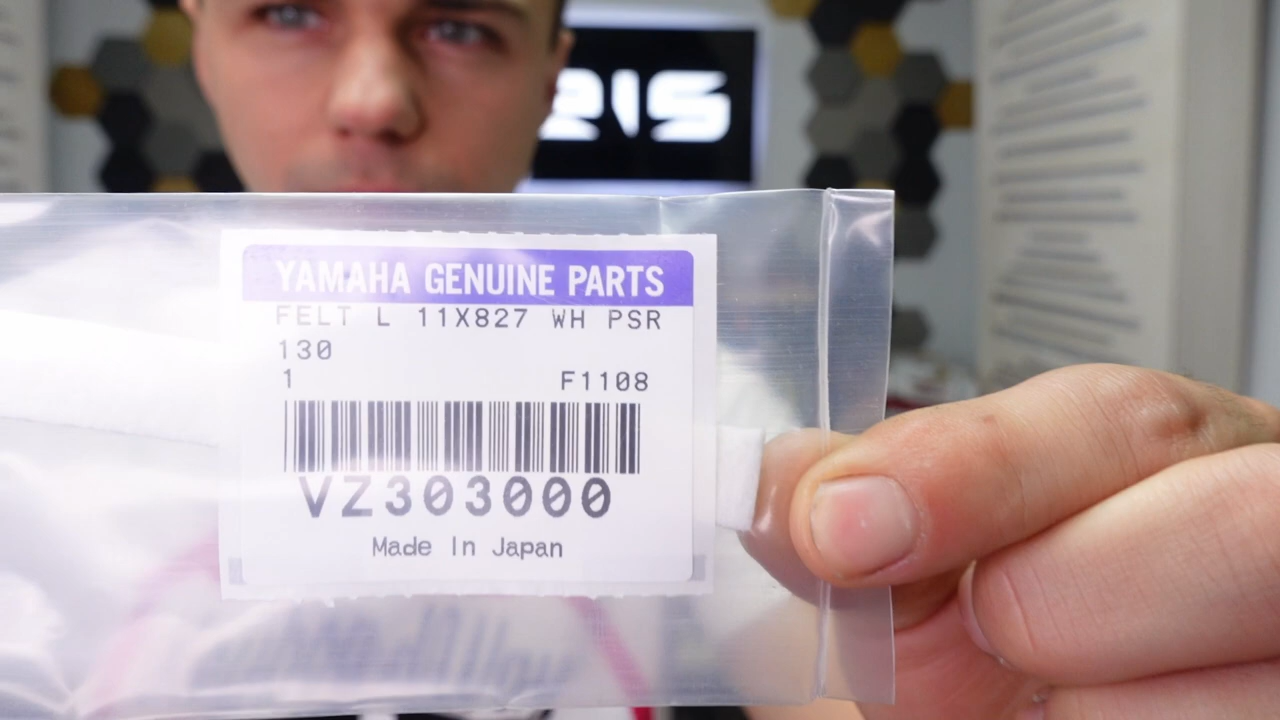 YAMAHA GENUINE PARTS
FELT L 11X827 WH PSR
130
1 F1108
VZ303000
Made In Japan